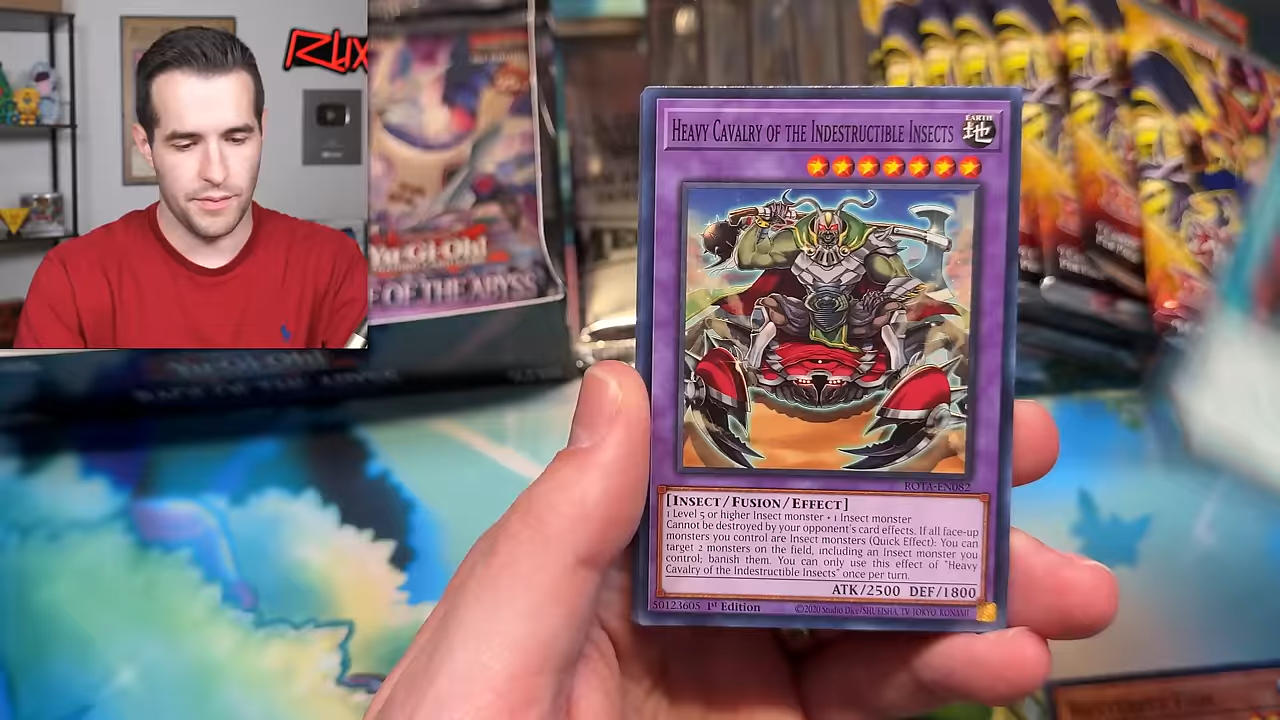 HEAVY CAVALRY OF THE INDESTRUCTIBLE INSECTS
EARTH
地
ROTA-EN082
[INSECT/FUSION/EFFECT]
1 Level 5 or higher Insect monster + 1 Insect monster
Cannot be destroyed by your opponent's card effects. If all face-up
monsters you control are Insect monsters (Quick Effect): You can
target 2 monsters on the field, including an Insect monster you
control; banish them. You can only use this effect of "Heavy
Cavalry of the Indestructible Insects" once per turn.
ATK/2500 DEF/1800
50123605 1st Edition
©2020 Studio Dice/SHUEISHA, TV TOKYO, KONAMI
Yu-Gi-Oh!
E OF THE ABYSS